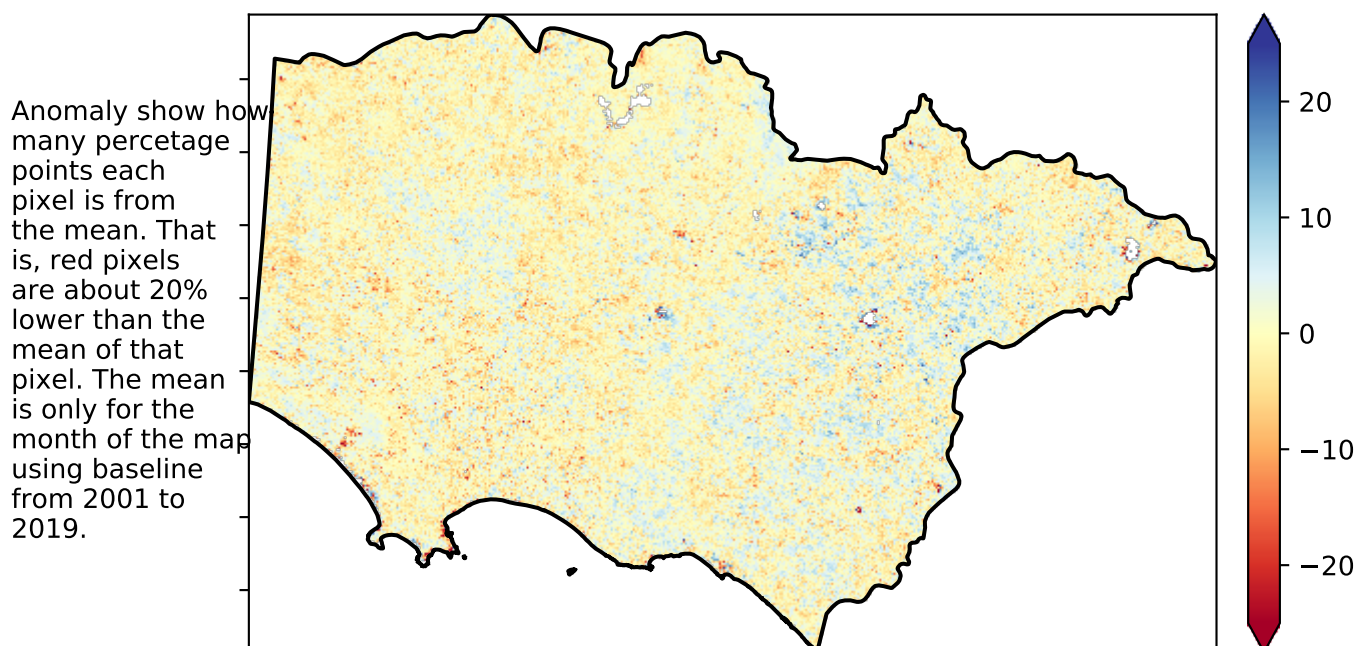 Anomaly show how
many percetage
points each
pixel is from
the mean. That
is, red pixels
are about 20%
lower than the
mean of that
pixel. The mean
is only for the
month of the map
using baseline
from 2001 to
2019.
20
10
0
−10
−20